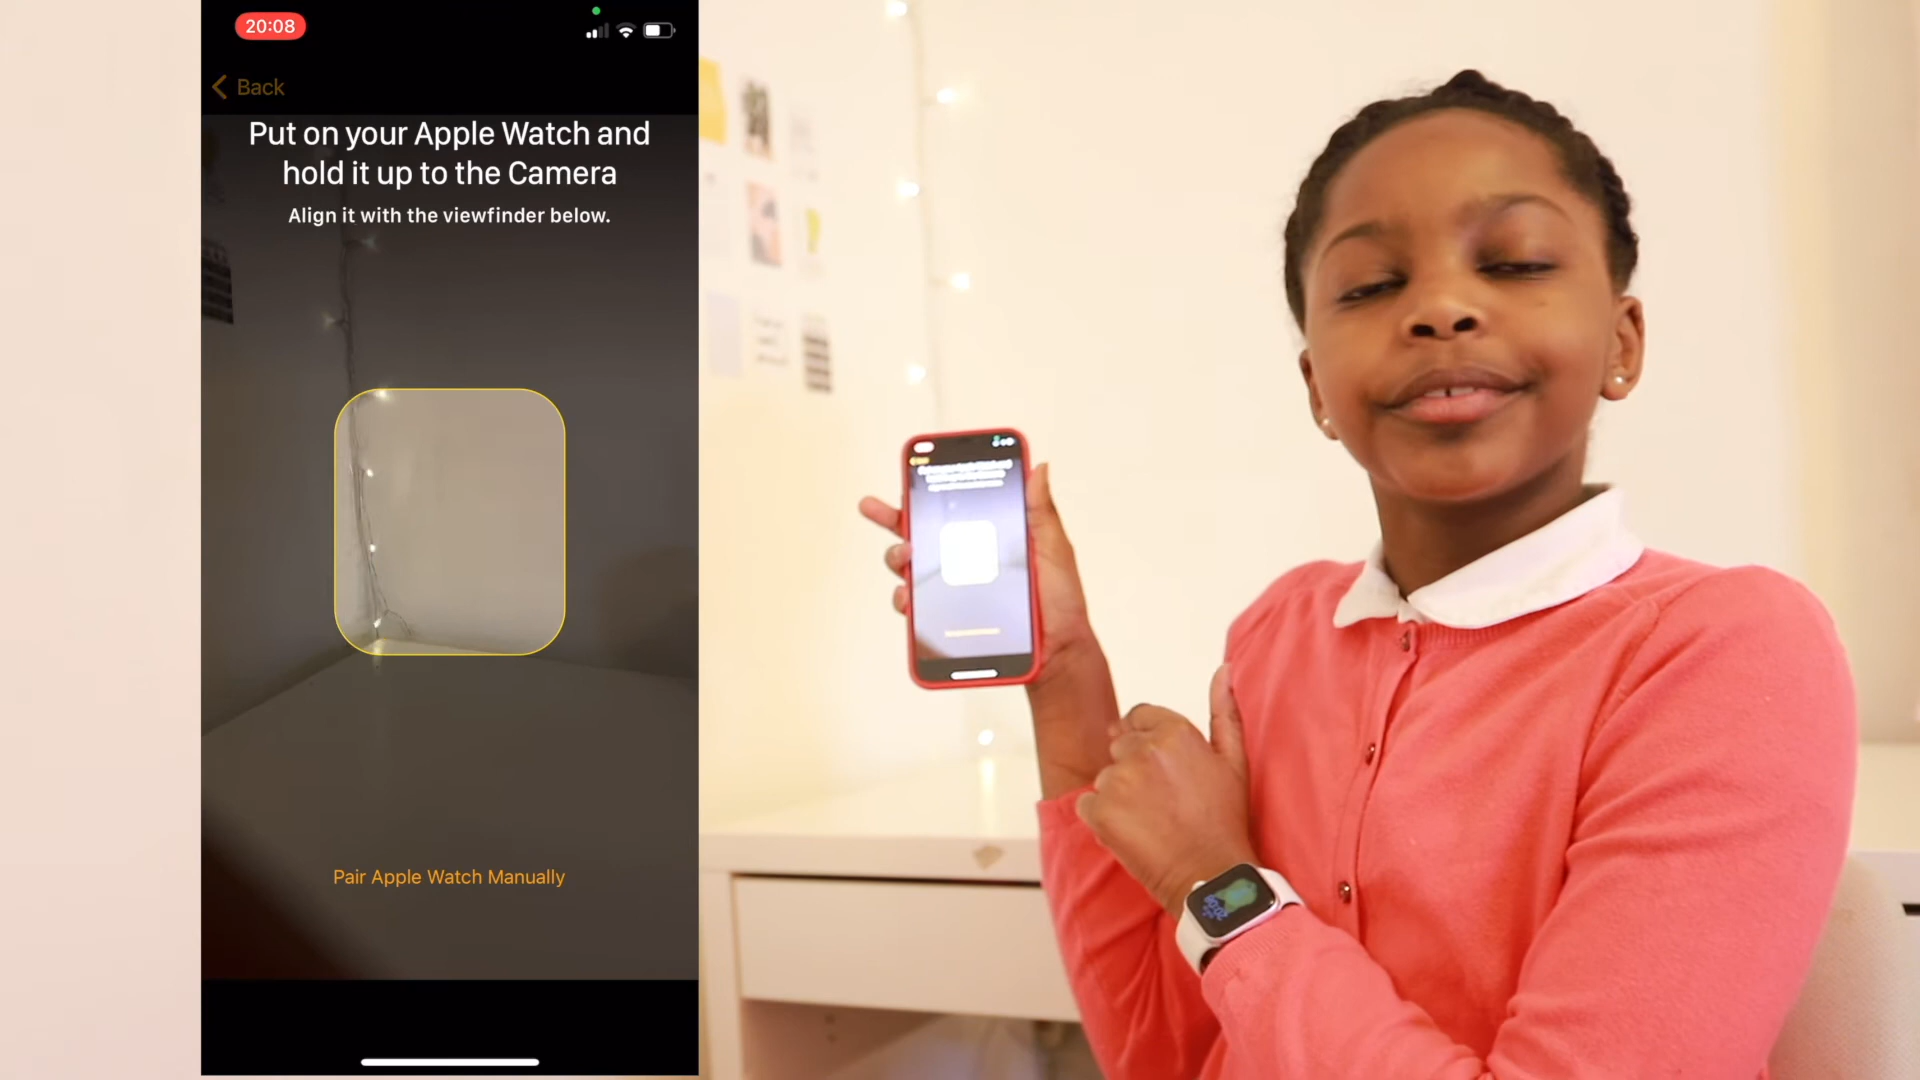 20:08
Back
Put on your Apple Watch and
hold it up to the Camera
Align it with the viewfinder below.
Pair Apple Watch Manually